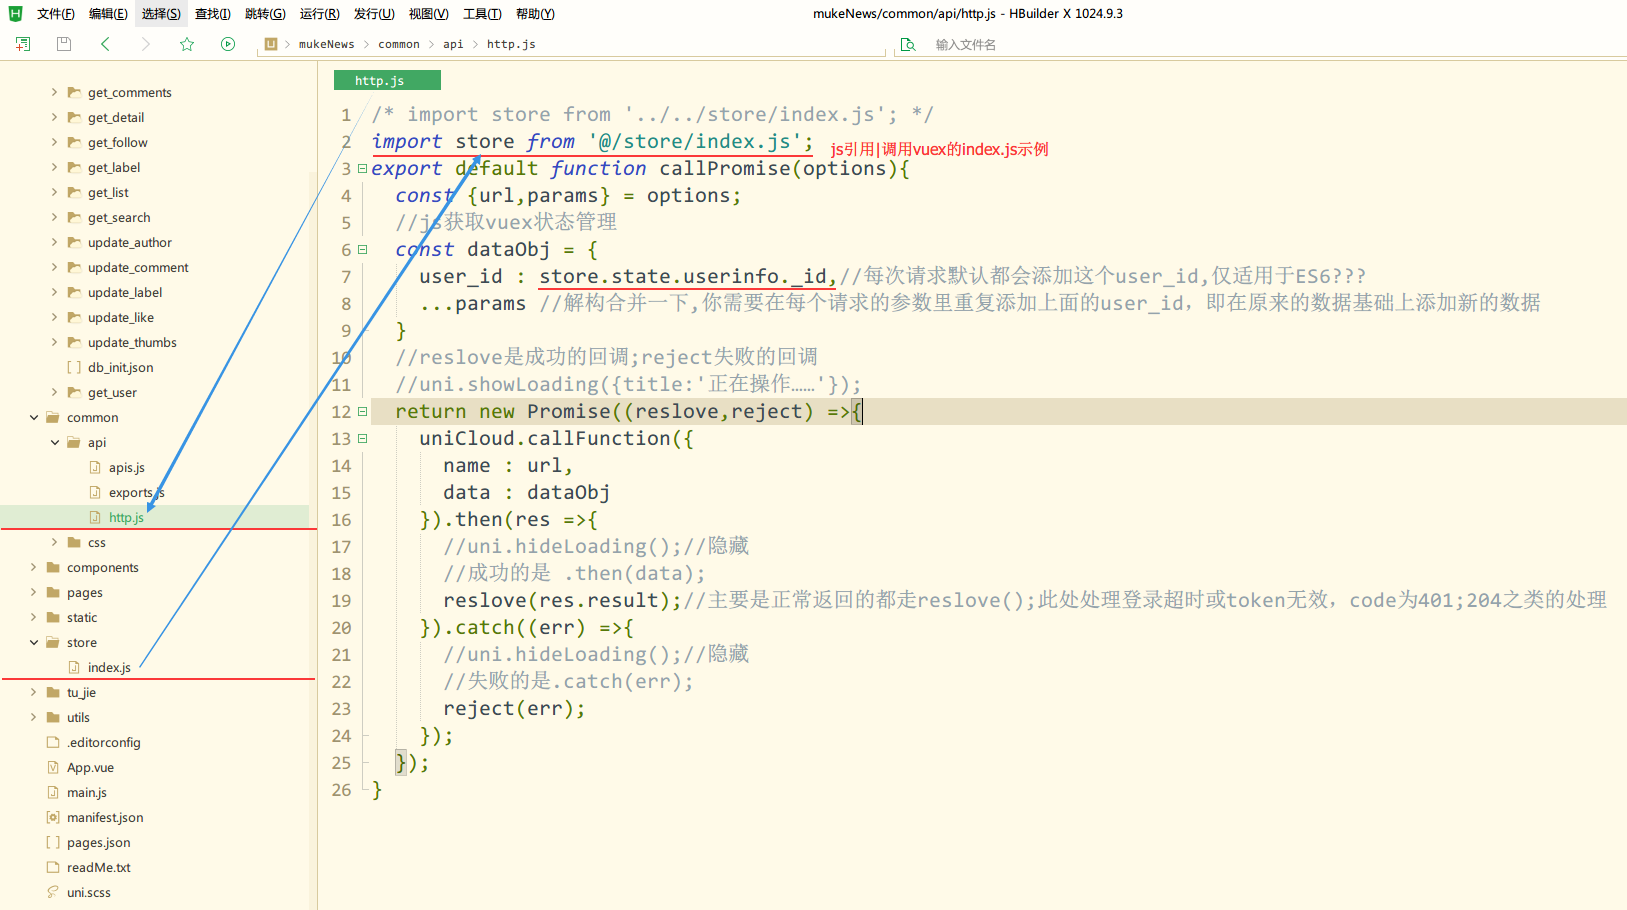 文件(F) 编辑(E) 选择(S) 查找(I) 跳转(G) 运行(R) 发行(U) 视图(V) 工具(T) 帮助(Y)
mukeNews/common/api/http.js - HBuilder X 1024.9.3
mukeNews common api http.js
输入文件名
get_comments
get_detail
get_follow
get_label
get_list
get_search
update_author
update_comment
update_label
update_like
update_thumbs
db_init.json
get_user
common
api
apis.js
exports.js
http.js
css
components
pages
static
store
index.js
tu_jie
utils
.editorconfig
App.vue
main.js
manifest.json
pages.json
readMe.txt
uni.scss
http.js
1 /* import store from '../../store/index.js'; */
2 import store from '@/store/index.js';
js引用|调用vuex的index.js示例
3 export default function callPromise(options){
4 const {url,params} = options;
5 //js获取vuex状态管理
6 const dataObj = {
7 user_id : store.state.userinfo._id,//每次请求默认都会添加这个user_id,仅适用于ES6???
8 ...params //解构合并一下,你需要在每个请求的参数里重复添加上面的user_id，即在原来的数据基础上添加新的数据
9 }
10 //reslove是成功的回调;reject失败的回调
11 //uni.showLoading({title:'正在操作……'});
12 return new Promise((reslove,reject) =>{
13 uniCloud.callFunction({
14 name : url,
15 data : dataObj
16 }).then(res =>{
17 //uni.hideLoading();//隐藏
18 //成功的是 .then(data);
19 reslove(res.result);//主要是正常返回的都走reslove();此处处理登录超时或token无效，code为401;204之类的处理
20 }).catch((err) =>{
21 //uni.hideLoading();//隐藏
22 //失败的是.catch(err);
23 reject(err);
24 });
25 });
26 }